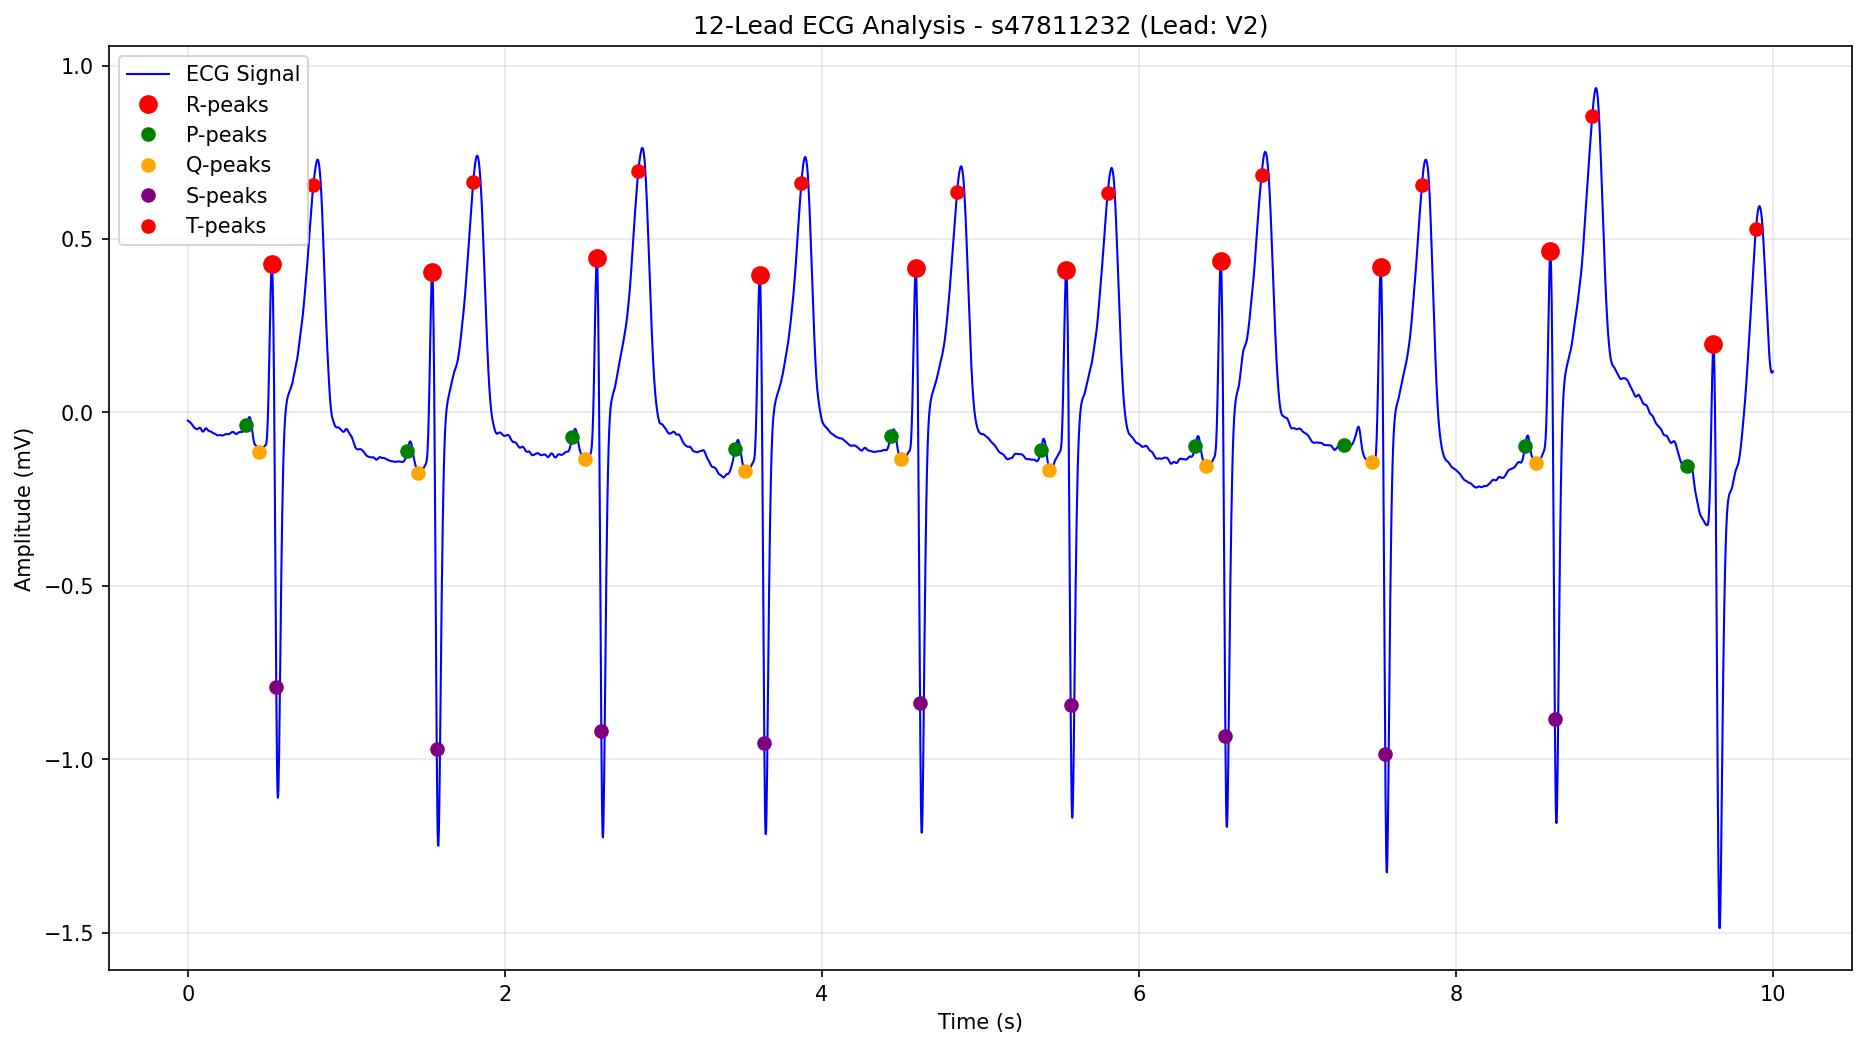 12-Lead ECG Analysis - s47811232 (Lead: V2)
ECG Signal
R-peaks
P-peaks
Q-peaks
S-peaks
T-peaks
1.0
0.5
0.0
−0.5
−1.0
−1.5
Amplitude (mV)
0 2 4 6 8 10
Time (s)